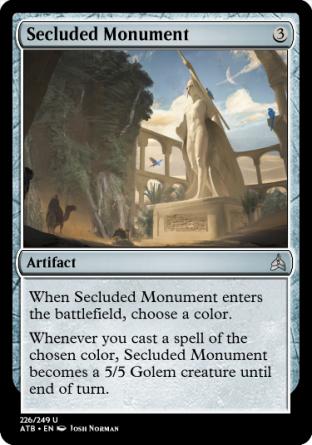 Secluded Monument 3
Artifact
When Secluded Monument enters
the battlefield, choose a color.
Whenever you cast a spell of the
chosen color, Secluded Monument
becomes a 5/5 Golem creature until
end of turn.
226/249 U
ATB • EN Josh Norman